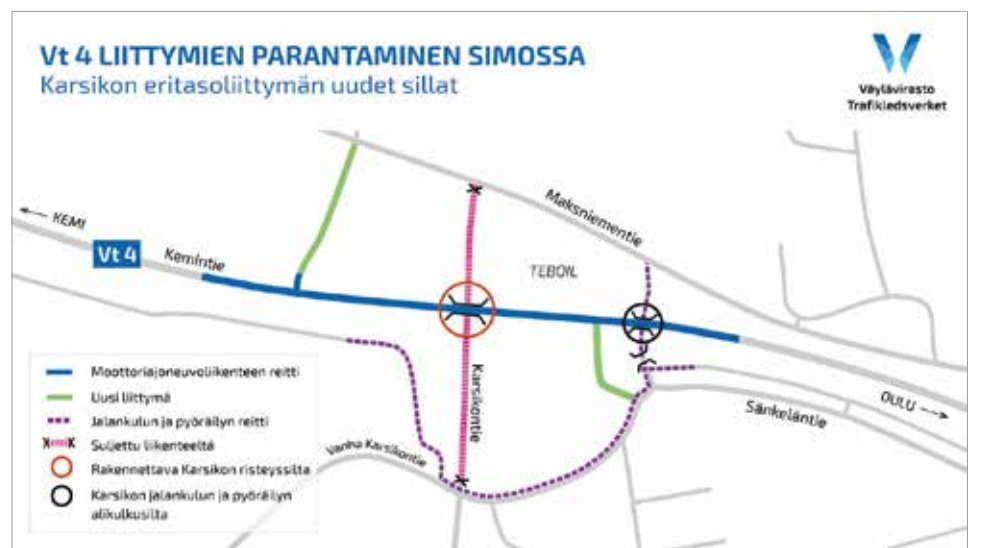 Vt 4 LIITTYMIEN PARANTAMINEN SIMOSSA
Karsikon eritasoliittymän uudet sillat
Väylävirasto
Trafikledsverket
← KEMI
Vt 4
Kemintie
Maksniementie
TEBOIL
Karsikontie
Vanha Karsikontie
Sänkeläntie
OULU →
Moottoriajoneuvoliikenteen reitti
Uusi liittymä
Jalankulun ja pyöräilyn reitti
Suljettu liikenteeltä
Rakennettava Karsikon risteyssilta
Karsikon jalankulun ja pyöräilyn
alikulkusilta